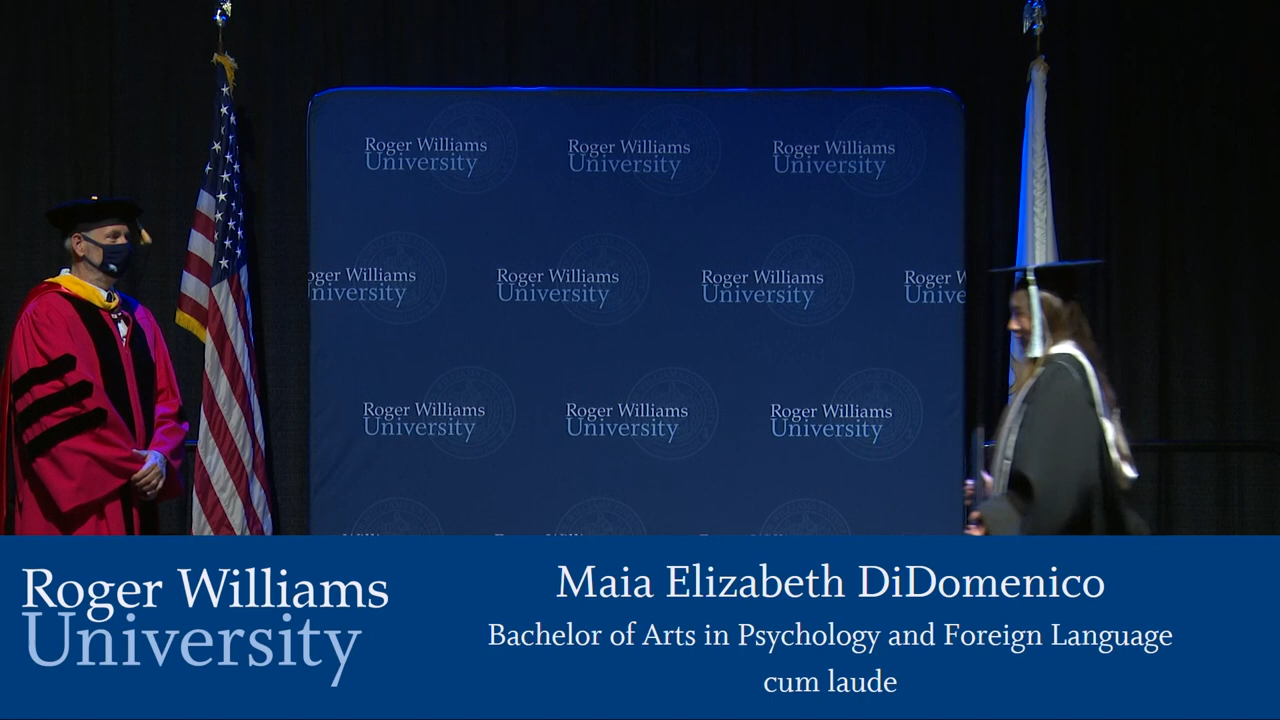 Roger Williams
University
Roger Williams
University
Roger Williams
University
oger Williams
University
Roger Williams
University
Roger Williams
University
Roger W
Unive
Roger Williams
University
Roger Williams
University
Roger Williams
University
Roger Williams
University
Maia Elizabeth DiDomenico
Bachelor of Arts in Psychology and Foreign Language
cum laude